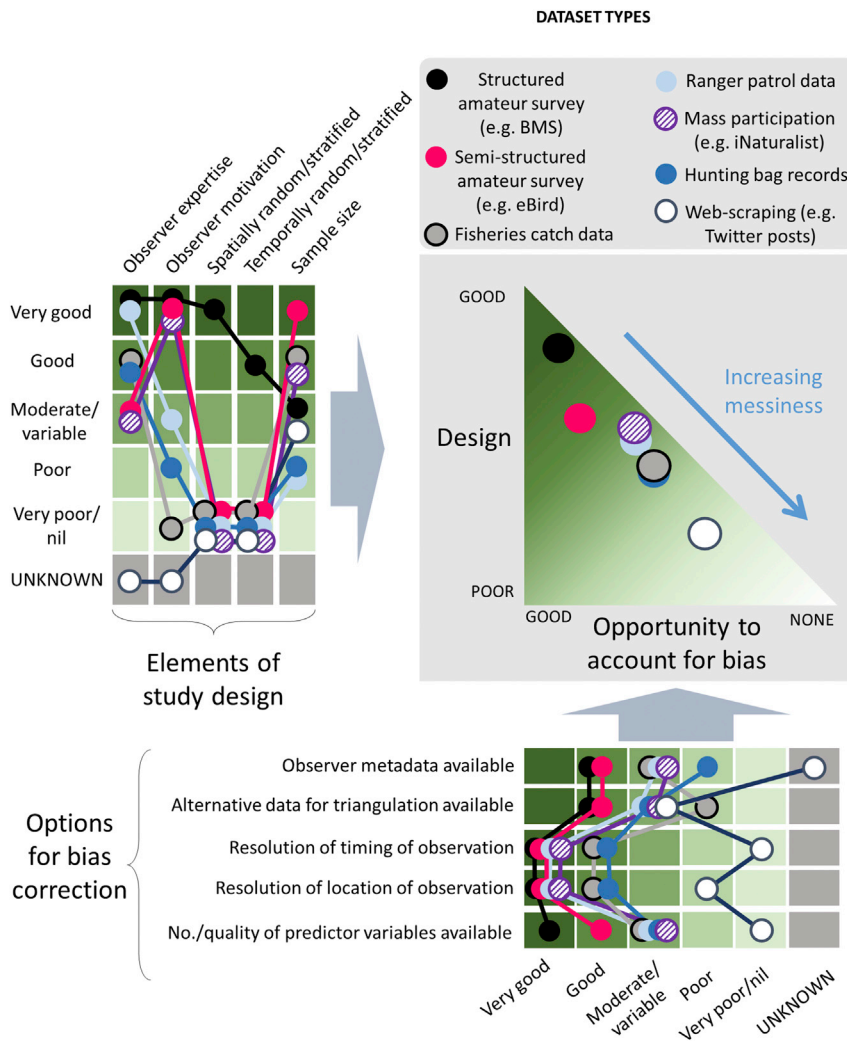 DATASET TYPES
Structured
amateur survey
(e.g. BMS)
Semi-structured
amateur survey
(e.g. eBird)
Fisheries catch data
Ranger patrol data
Mass participation
(e.g. iNaturalist)
Hunting bag records
Web-scraping (e.g.
Twitter posts)
Observer expertise
Observer motivation
Spatially random/stratified
Temporally random/stratified
Sample size
Very good
Good
Moderate/
variable
Poor
Very poor/
nil
UNKNOWN
Elements of
study design
GOOD
Design
POOR
GOOD
NONE
Increasing
messiness
Opportunity to
account for bias
Options
for bias
correction
Observer metadata available
Alternative data for triangulation available
Resolution of timing of observation
Resolution of location of observation
No./quality of predictor variables available
Very good
Good
Moderate/
variable
Poor
Very poor/nil
UNKNOWN